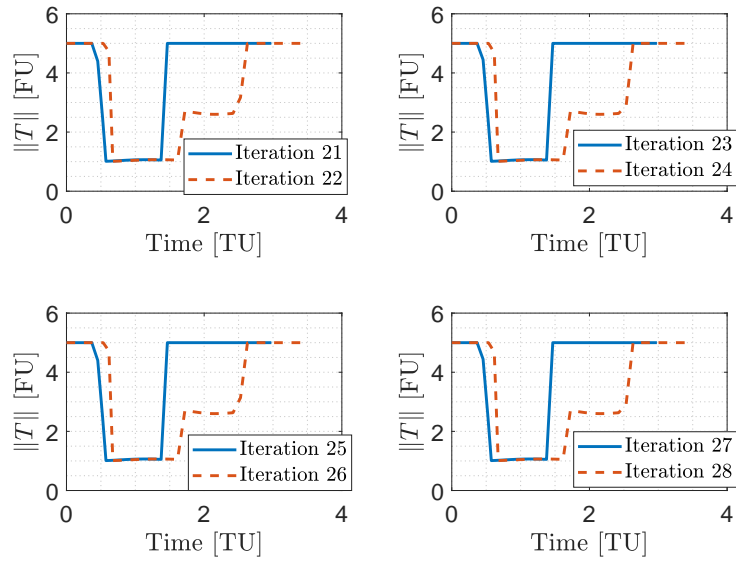 6
4
2
0
||T|| [FU]
Iteration 21
Iteration 22
0 2 4
Time [TU]
6
4
2
0
||T|| [FU]
Iteration 23
Iteration 24
0 2 4
Time [TU]
6
4
2
0
||T|| [FU]
Iteration 25
Iteration 26
0 2 4
Time [TU]
6
4
2
0
||T|| [FU]
Iteration 27
Iteration 28
0 2 4
Time [TU]